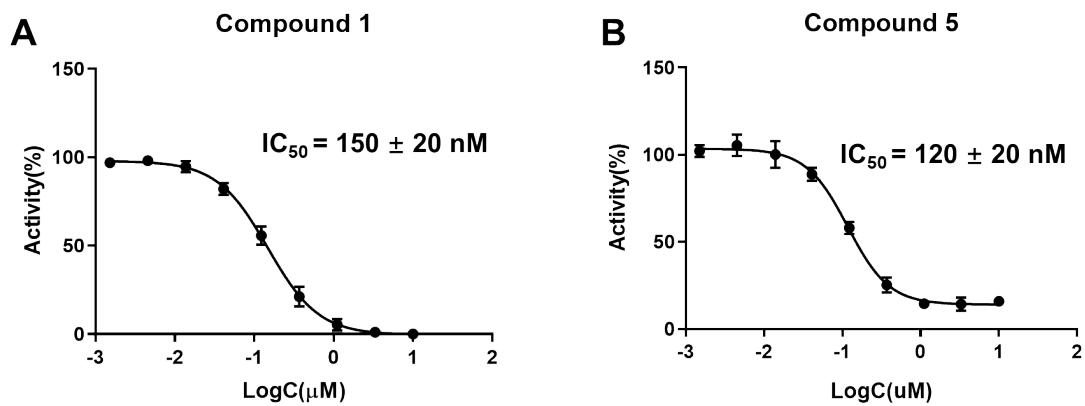 A
Compound 1
150
100
50
0
Activity(%)
IC50 = 150 ± 20 nM
-3 -2 -1 0 1 2
LogC(μM)
B
Compound 5
150
100
50
0
Activity(%)
IC50 = 120 ± 20 nM
-3 -2 -1 0 1 2
LogC(uM)